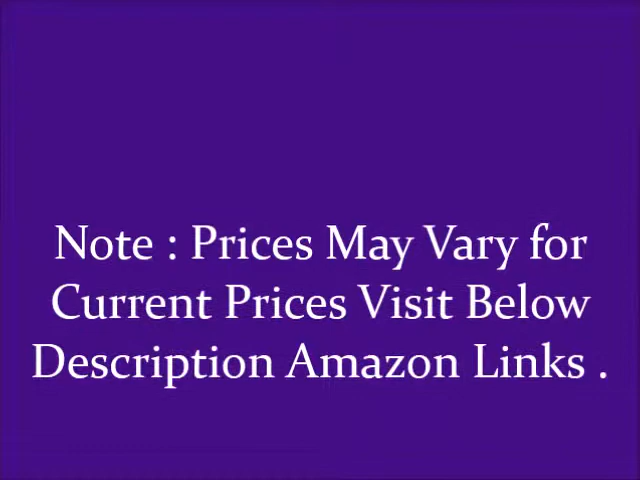 Note : Prices May Vary for
Current Prices Visit Below
Description Amazon Links .